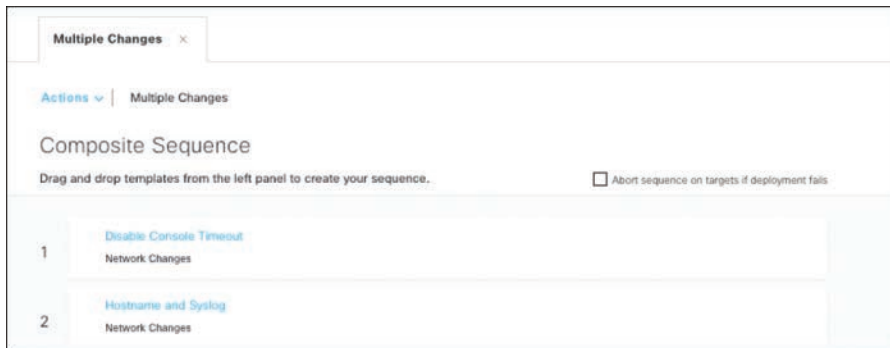 Multiple Changes ×
Actions Multiple Changes
Composite Sequence
Drag and drop templates from the left panel to create your sequence.
Abort sequence on targets if deployment fails
1
Disable Console Timeout
Network Changes
2
Hostname and Syslog
Network Changes